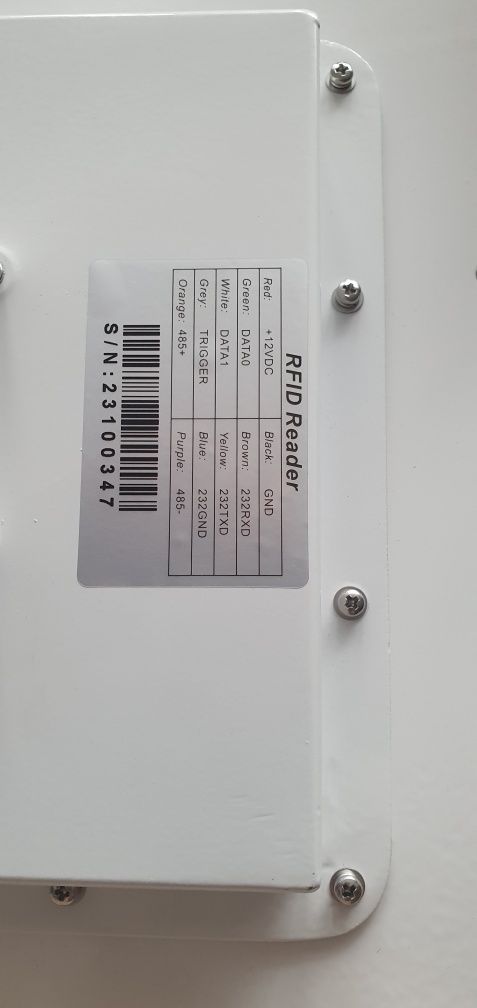 RFID Reader
Red: +12VDC Black: GND
Green: DATA0 Brown: 232RXD
White: DATA1 Yellow: 232TXD
Grey: TRIGGER Blue: 232GND
Orange: 485+ Purple: 485-
S/N:23100347